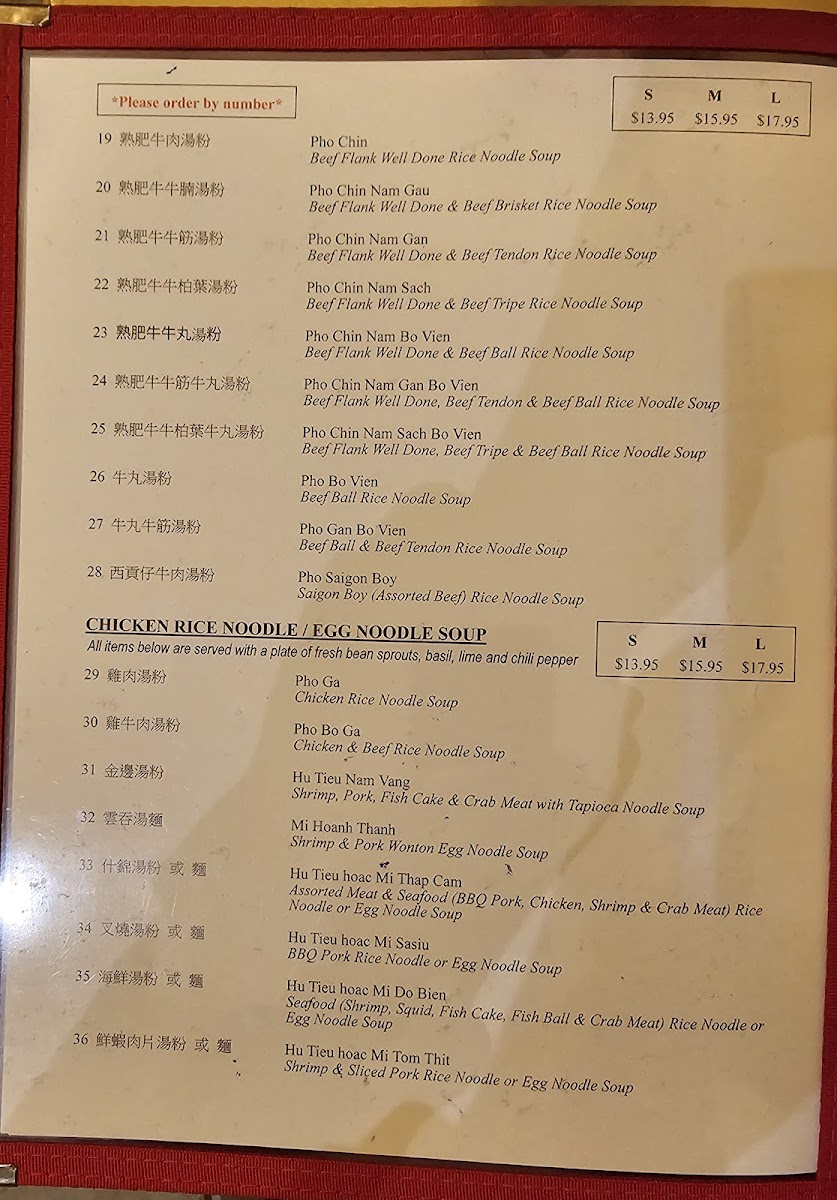 *Please order by number*
S M L
$13.95 $15.95 $17.95
19 熟肥牛肉湯粉 Pho Chin
Beef Flank Well Done Rice Noodle Soup
20 熟肥牛牛腩湯粉 Pho Chin Nam Gau
Beef Flank Well Done & Beef Brisket Rice Noodle Soup
21 熟肥牛牛筋湯粉 Pho Chin Nam Gan
Beef Flank Well Done & Beef Tendon Rice Noodle Soup
22 熟肥牛牛柏葉湯粉 Pho Chin Nam Sach
Beef Flank Well Done & Beef Tripe Rice Noodle Soup
23 熟肥牛牛丸湯粉 Pho Chin Nam Bo Vien
Beef Flank Well Done & Beef Ball Rice Noodle Soup
24 熟肥牛牛筋牛丸湯粉 Pho Chin Nam Gan Bo Vien
Beef Flank Well Done, Beef Tendon & Beef Ball Rice Noodle Soup
25 熟肥牛牛柏葉牛丸湯粉 Pho Chin Nam Sach Bo Vien
Beef Flank Well Done, Beef Tripe & Beef Ball Rice Noodle Soup
26 牛丸湯粉 Pho Bo Vien
Beef Ball Rice Noodle Soup
27 牛丸牛筋湯粉 Pho Gan Bo Vien
Beef Ball & Beef Tendon Rice Noodle Soup
28 西貢仔牛肉湯粉 Pho Saigon Boy
Saigon Boy (Assorted Beef) Rice Noodle Soup
CHICKEN RICE NOODLE / EGG NOODLE SOUP
All items below are served with a plate of fresh bean sprouts, basil, lime and chili pepper
S M L
$13.95 $15.95 $17.95
29 雞肉湯粉 Pho Ga
Chicken Rice Noodle Soup
30 雞牛肉湯粉 Pho Bo Ga
Chicken & Beef Rice Noodle Soup
31 金邊湯粉 Hu Tieu Nam Vang
Shrimp, Pork, Fish Cake & Crab Meat with Tapioca Noodle Soup
32 雲吞湯麵 Mi Hoanh Thanh
Shrimp & Pork Wonton Egg Noodle Soup
33 什錦湯粉 或 麵 Hu Tieu hoac Mi Thap Cam
Assorted Meat & Seafood (BBQ Pork, Chicken, Shrimp & Crab Meat) Rice
Noodle or Egg Noodle Soup
34 叉燒湯粉 或 麵 Hu Tieu hoac Mi Sasiu
BBQ Pork Rice Noodle or Egg Noodle Soup
35 海鮮湯粉 或 麵 Hu Tieu hoac Mi Do Bien
Seafood (Shrimp, Squid, Fish Cake, Fish Ball & Crab Meat) Rice Noodle or
Egg Noodle Soup
36 鮮蝦肉片湯粉 或 麵 Hu Tieu hoac Mi Tom Thit
Shrimp & Sliced Pork Rice Noodle or Egg Noodle Soup